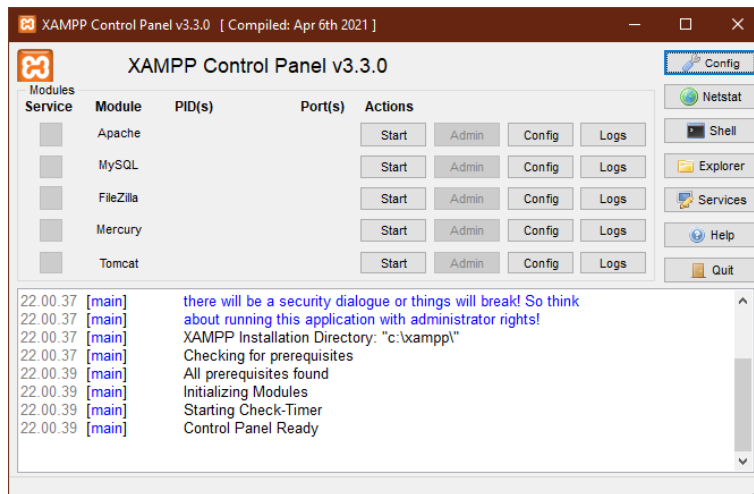 XAMPP Control Panel v3.3.0 [ Compiled: Apr 6th 2021 ]
XAMPP Control Panel v3.3.0
Config
Netstat
Shell
Explorer
Services
Help
Quit
Modules
Service Module PID(s) Port(s) Actions
Apache Start Admin Config Logs
MySQL Start Admin Config Logs
FileZilla Start Admin Config Logs
Mercury Start Admin Config Logs
Tomcat Start Admin Config Logs
22.00.37 [main] there will be a security dialogue or things will break! So think
22.00.37 [main] about running this application with administrator rights!
22.00.37 [main] XAMPP Installation Directory: "c:\xampp\"
22.00.37 [main] Checking for prerequisites
22.00.39 [main] All prerequisites found
22.00.39 [main] Initializing Modules
22.00.39 [main] Starting Check-Timer
22.00.39 [main] Control Panel Ready